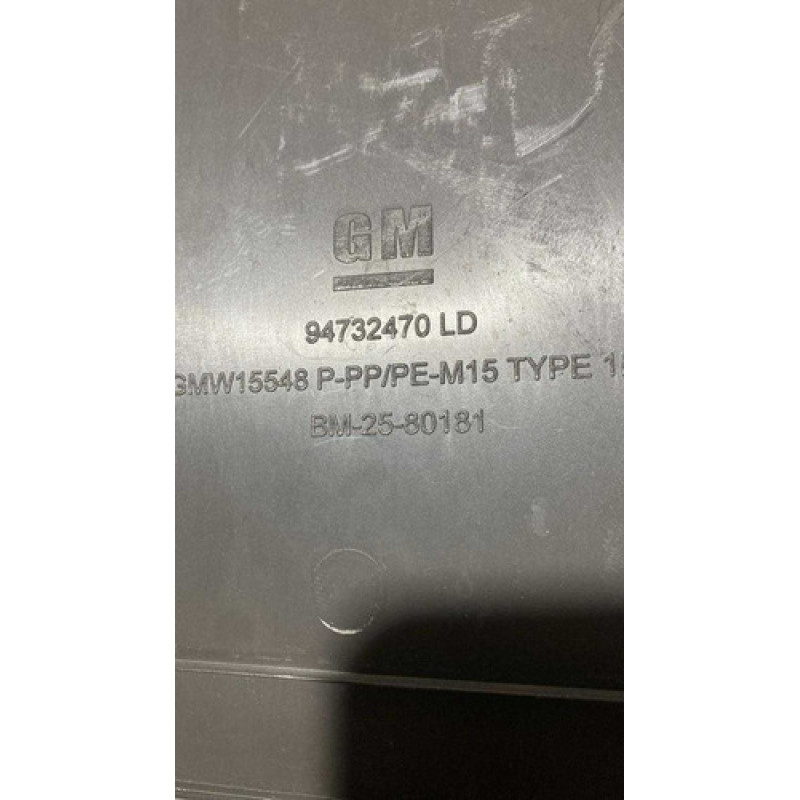 GM
94732470 LD
GMW15548 P-PP/PE-M15 TYPE
BM-25-80181